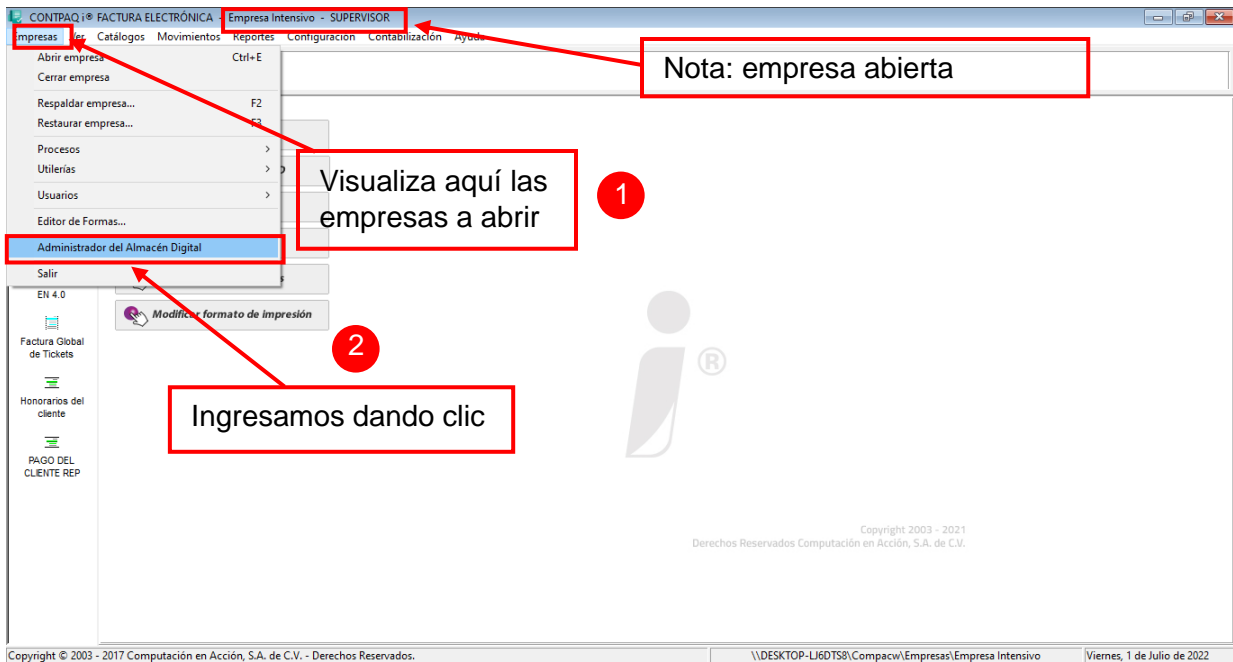 CONTPAQ i® FACTURA ELECTRÓNICA - Empresa Intensivo - SUPERVISOR
Empresas Ver Catálogos Movimientos Reportes Configuración Contabilización Ayuda
Nota: empresa abierta
Abrir empresa Ctrl+E
Cerrar empresa
Respaldar empresa... F2
Restaurar empresa... F3
Procesos >
Utilerías >
Usuarios >
Editor de Formas...
Administrador del Almacén Digital
Salir
Visualiza aquí las
empresas a abrir
1
EN 4.0
Modificar formato de impresión
Factura Global
de Tickets
2
Honorarios del
cliente
Ingresamos dando clic
PAGO DEL
CLIENTE REP
i®
Copyright 2003 - 2021
Derechos Reservados Computación en Acción, S.A. de C.V.
Copyright © 2003 - 2017 Computación en Acción, S.A. de C.V. - Derechos Reservados.
\\DESKTOP-LJ6DTS8\Compacw\Empresas\Empresa Intensivo
Viernes, 1 de Julio de 2022